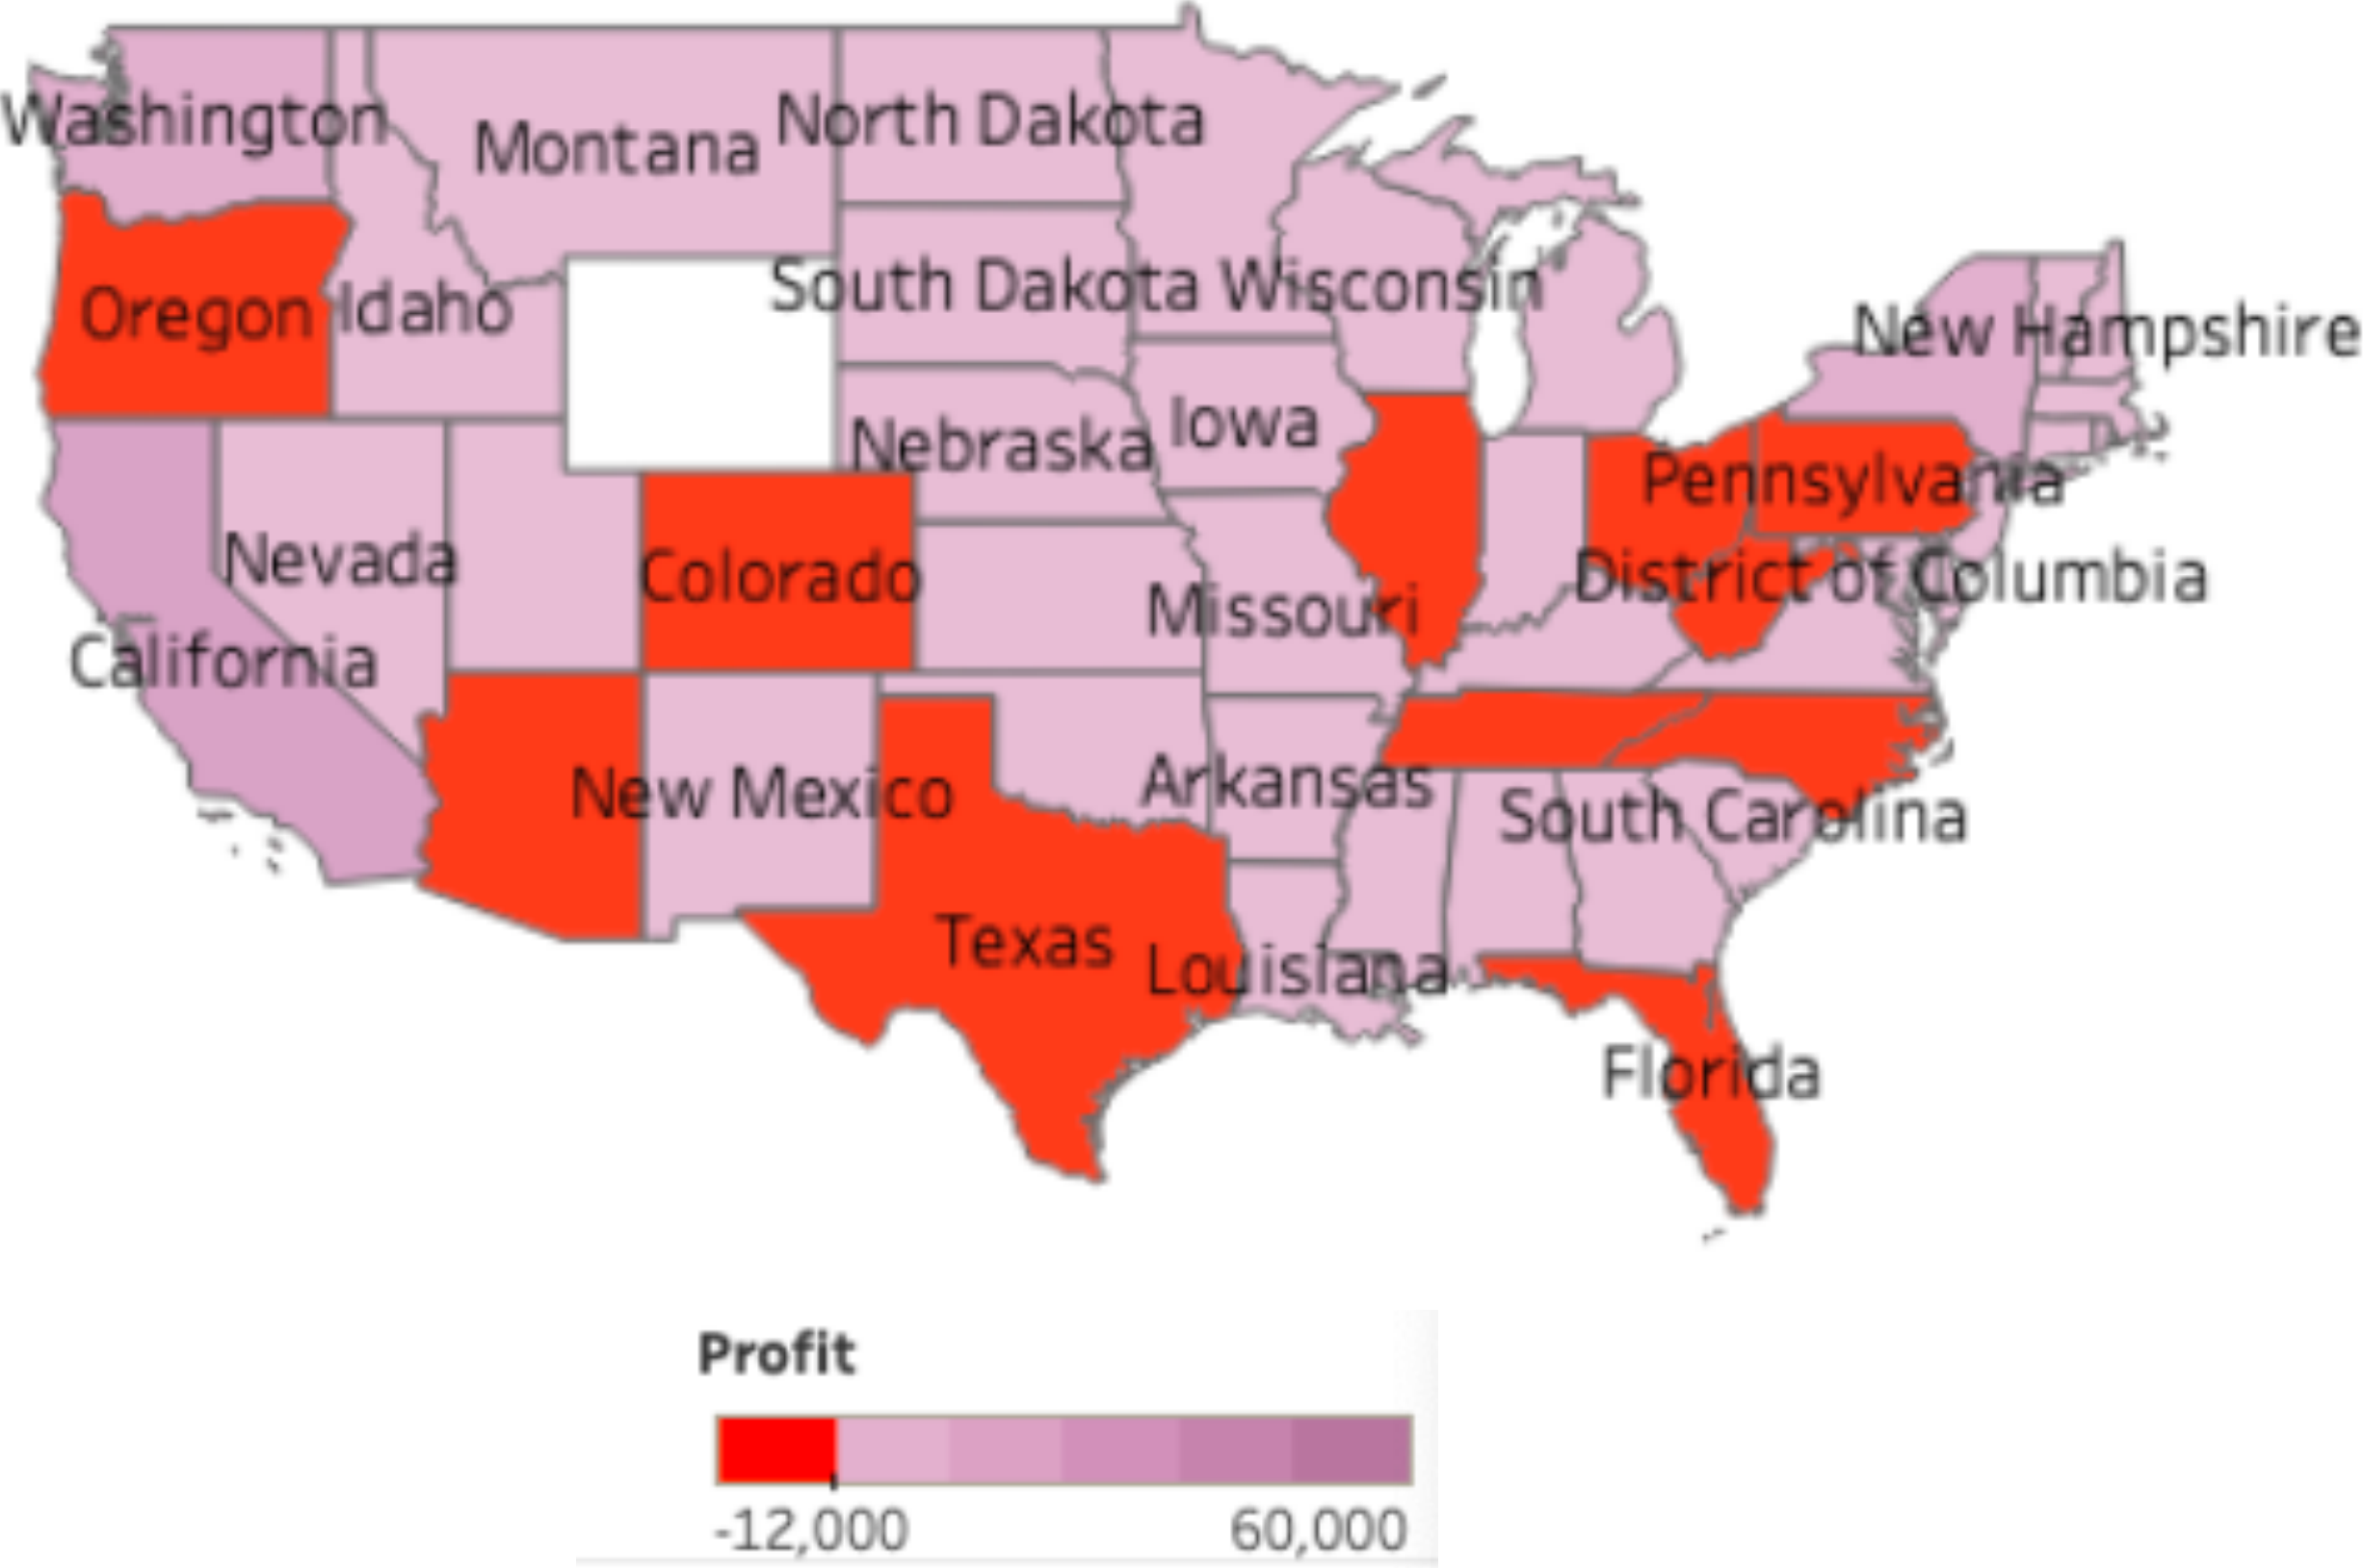 Washington
Montana
North Dakota
Oregon
Idaho
South Dakota
Wisconsin
New Hampshire
Nebraska
Iowa
Pennsylvania
Nevada
Colorado
Missouri
District of Columbia
California
New Mexico
Arkansas
South Carolina
Texas
Louisiana
Florida
Profit
-12,000
60,000